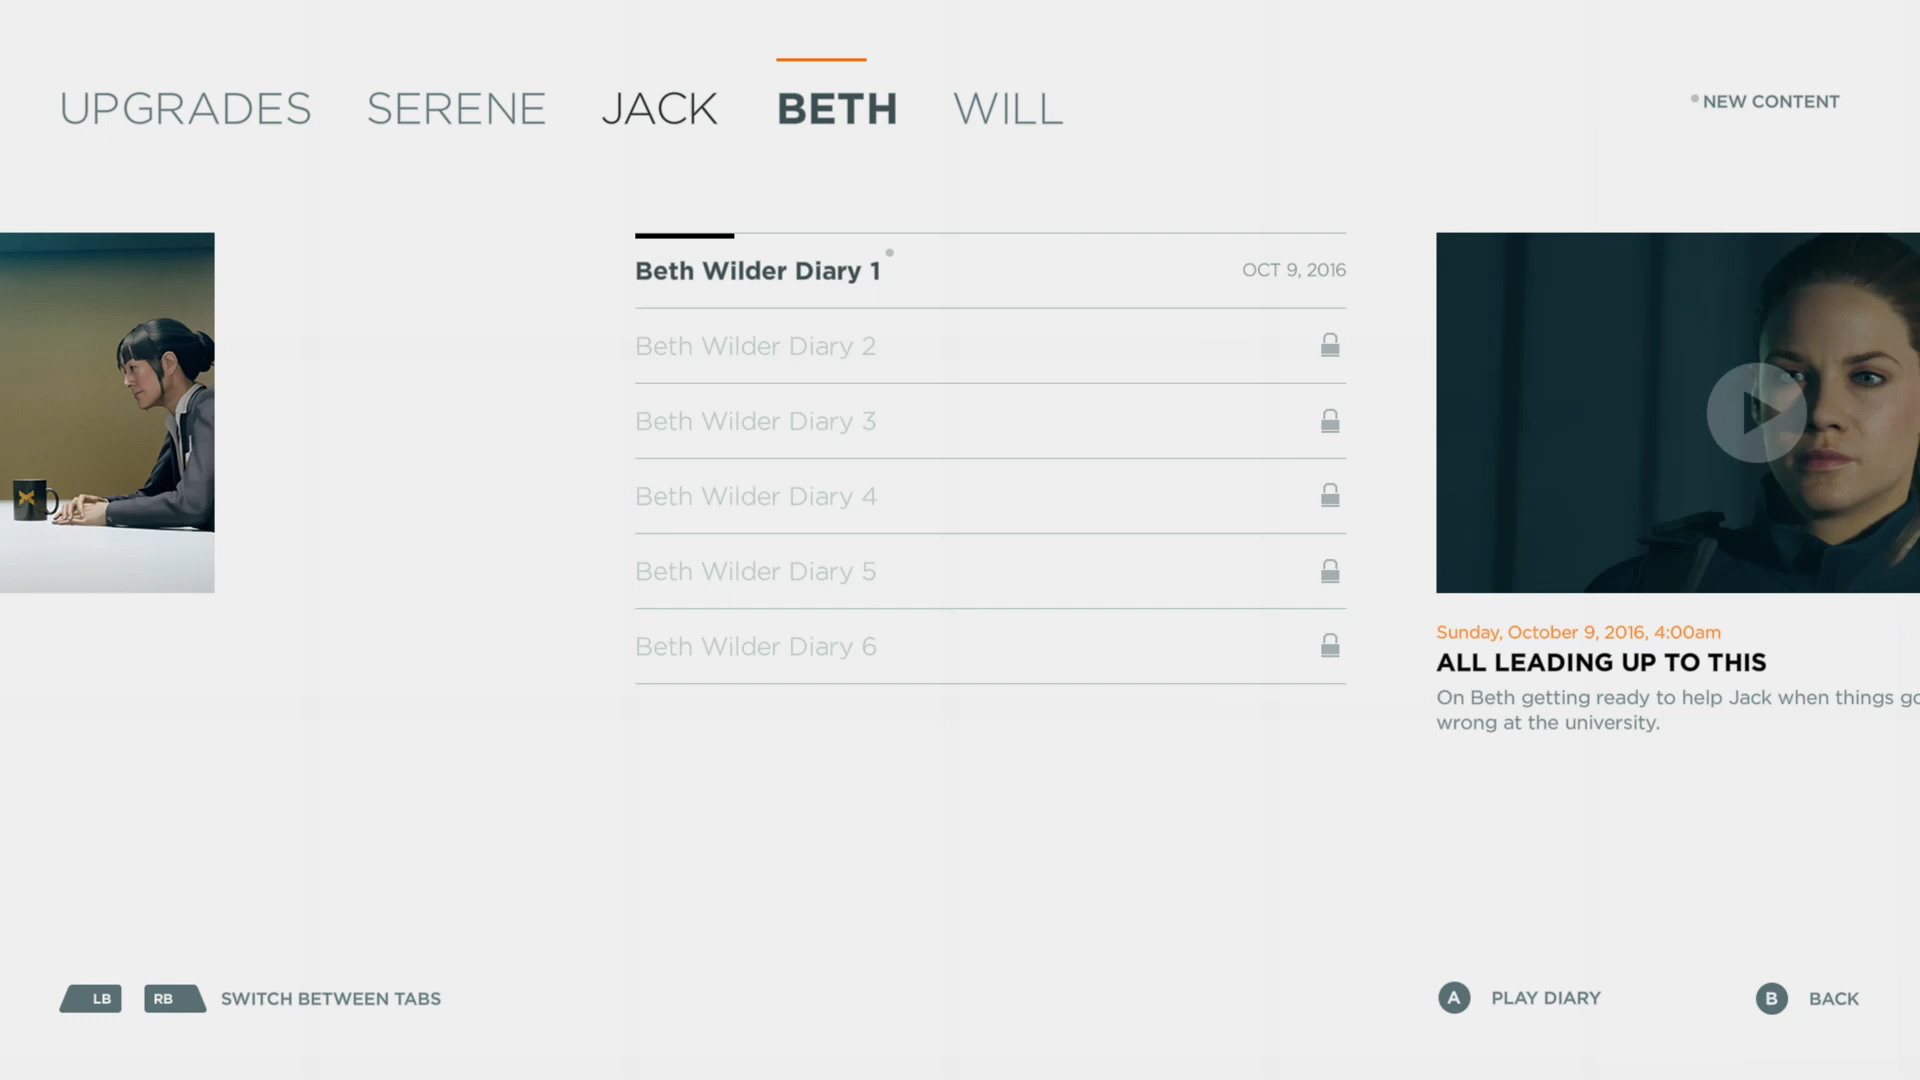 UPGRADES SERENE JACK BETH WILL
NEW CONTENT
Beth Wilder Diary 1 OCT 9, 2016
Beth Wilder Diary 2
Beth Wilder Diary 3
Beth Wilder Diary 4
Beth Wilder Diary 5
Beth Wilder Diary 6
Sunday, October 9, 2016, 4:00am
ALL LEADING UP TO THIS
On Beth getting ready to help Jack when things go
wrong at the university.
LB RB SWITCH BETWEEN TABS
A PLAY DIARY B BACK